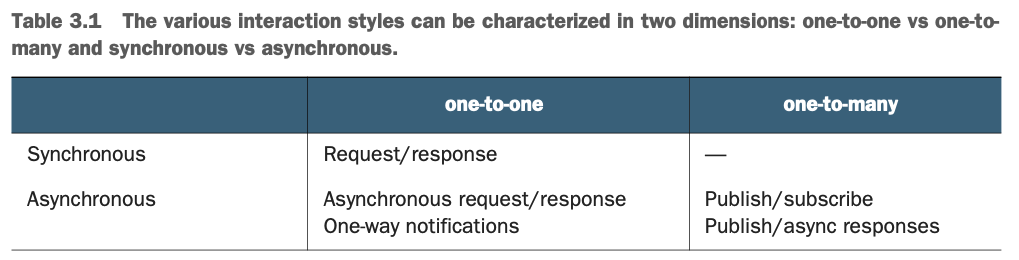 Table 3.1 The various interaction styles can be characterized in two dimensions: one-to-one vs one-to-
many and synchronous vs asynchronous.
one-to-one one-to-many
Synchronous Request/response —
Asynchronous Asynchronous request/response Publish/subscribe
One-way notifications Publish/async responses